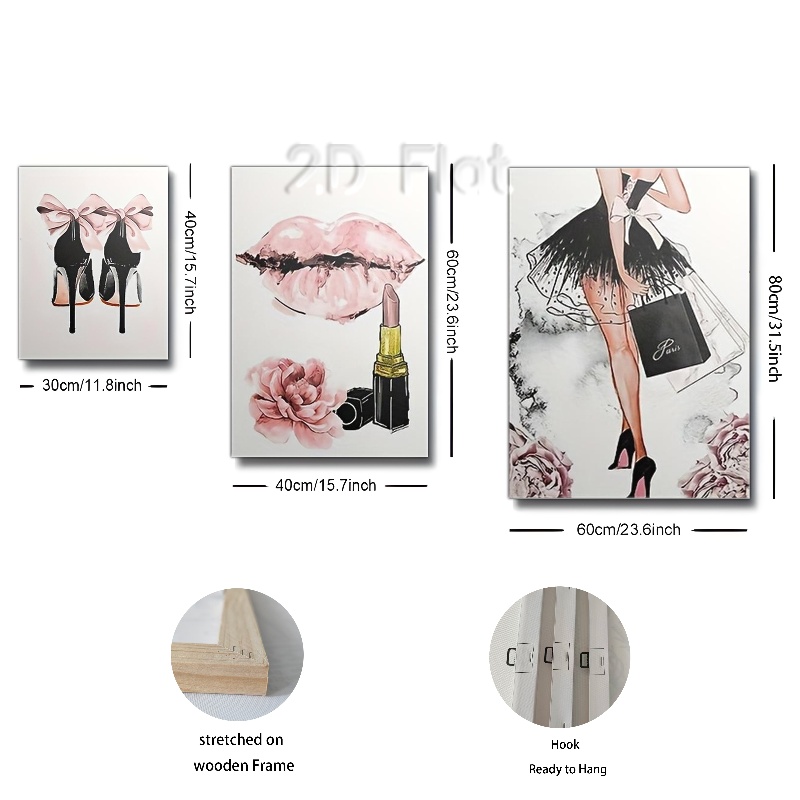 2D Flat
40cm/15.7inch
30cm/11.8inch
60cm/23.6inch
40cm/15.7inch
Paris
80cm/31.5inch
60cm/23.6inch
stretched on
wooden Frame
Hook
Ready to Hang